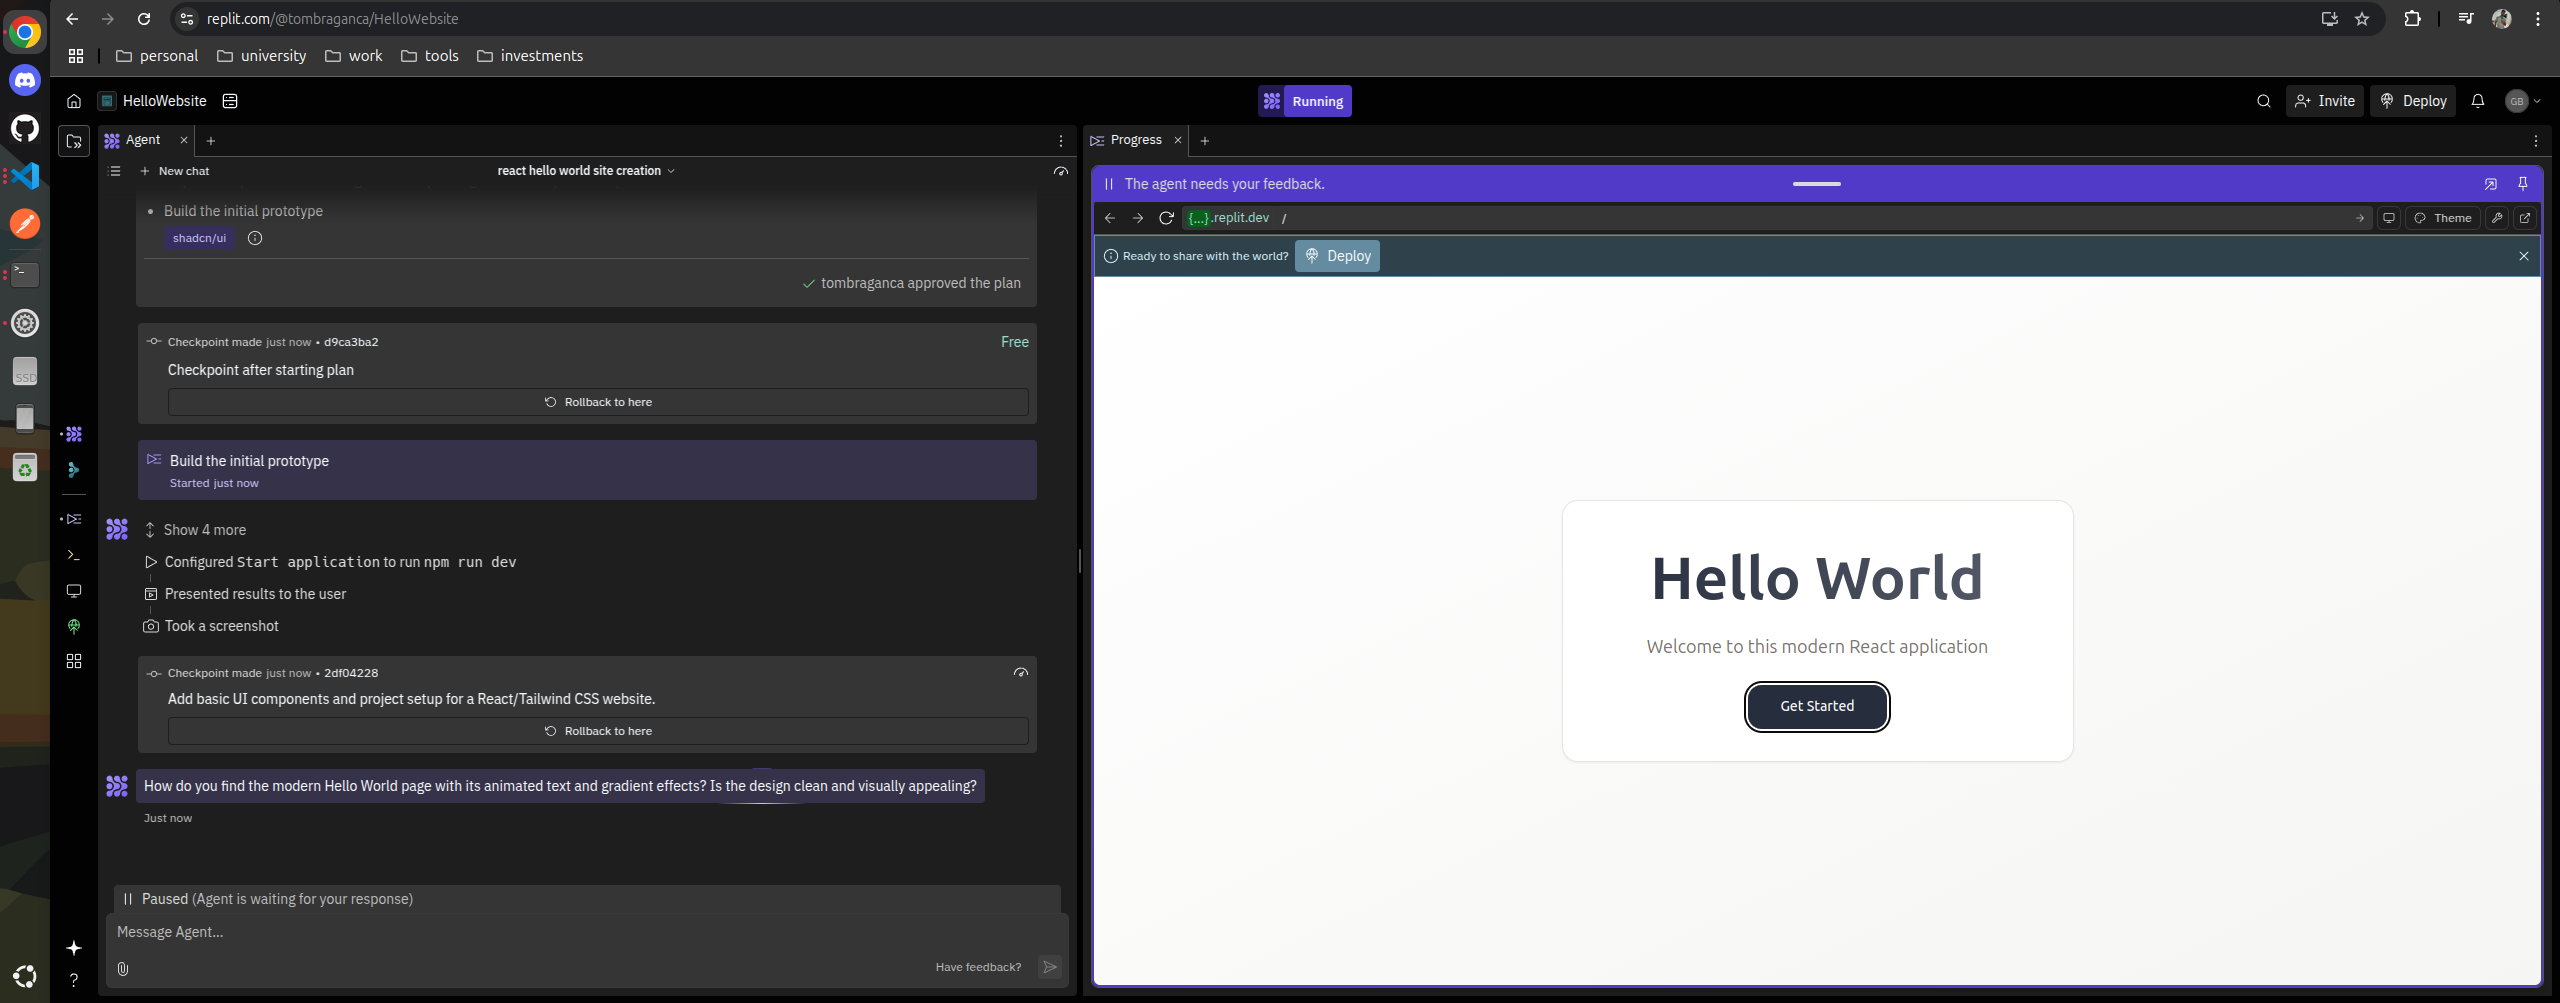 replit.com/@tombraganca/HelloWebsite
personal university work tools investments
HelloWebsite
Running
Invite Deploy GB
Agent
New chat
react hello world site creation
Build the initial prototype
shadcn/ui
tombraganca approved the plan
Checkpoint made just now • d9ca3ba2
Free
Checkpoint after starting plan
Rollback to here
Build the initial prototype
Started just now
Show 4 more
Configured Start application to run npm run dev
Presented results to the user
Took a screenshot
Checkpoint made just now • 2df04228
Add basic UI components and project setup for a React/Tailwind CSS website.
Rollback to here
How do you find the modern Hello World page with its animated text and gradient effects? Is the design clean and visually appealing?
Just now
Paused (Agent is waiting for your response)
Message Agent...
Have feedback?
Progress
The agent needs your feedback.
{...}.replit.dev /
Theme
Ready to share with the world? Deploy
Hello World
Welcome to this modern React application
Get Started
SSD